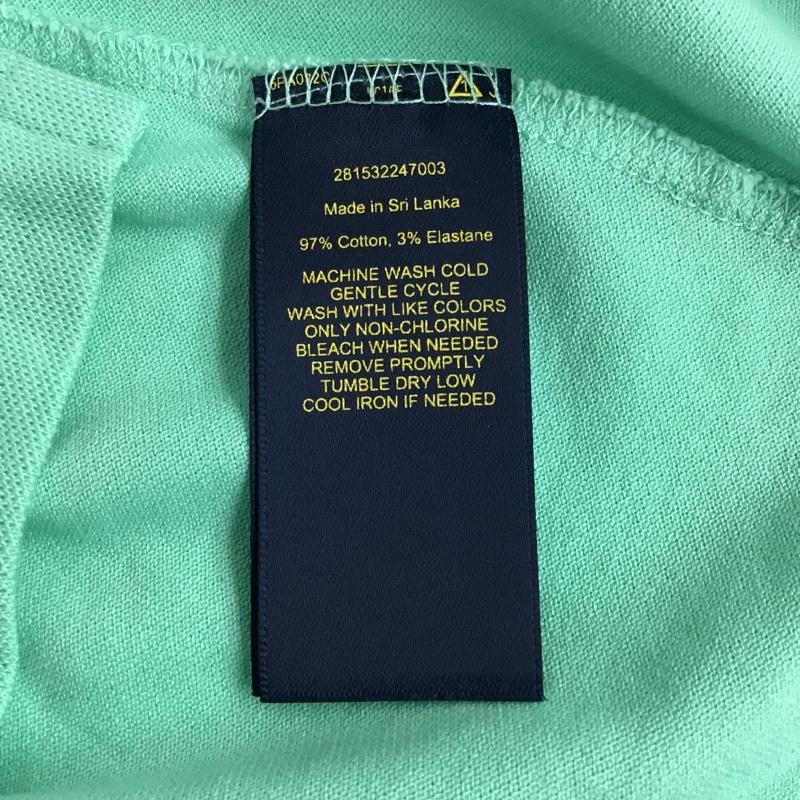 281532247003
Made in Sri Lanka
97% Cotton, 3% Elastane
MACHINE WASH COLD
GENTLE CYCLE
WASH WITH LIKE COLORS
ONLY NON-CHLORINE
BLEACH WHEN NEEDED
REMOVE PROMPTLY
TUMBLE DRY LOW
COOL IRON IF NEEDED